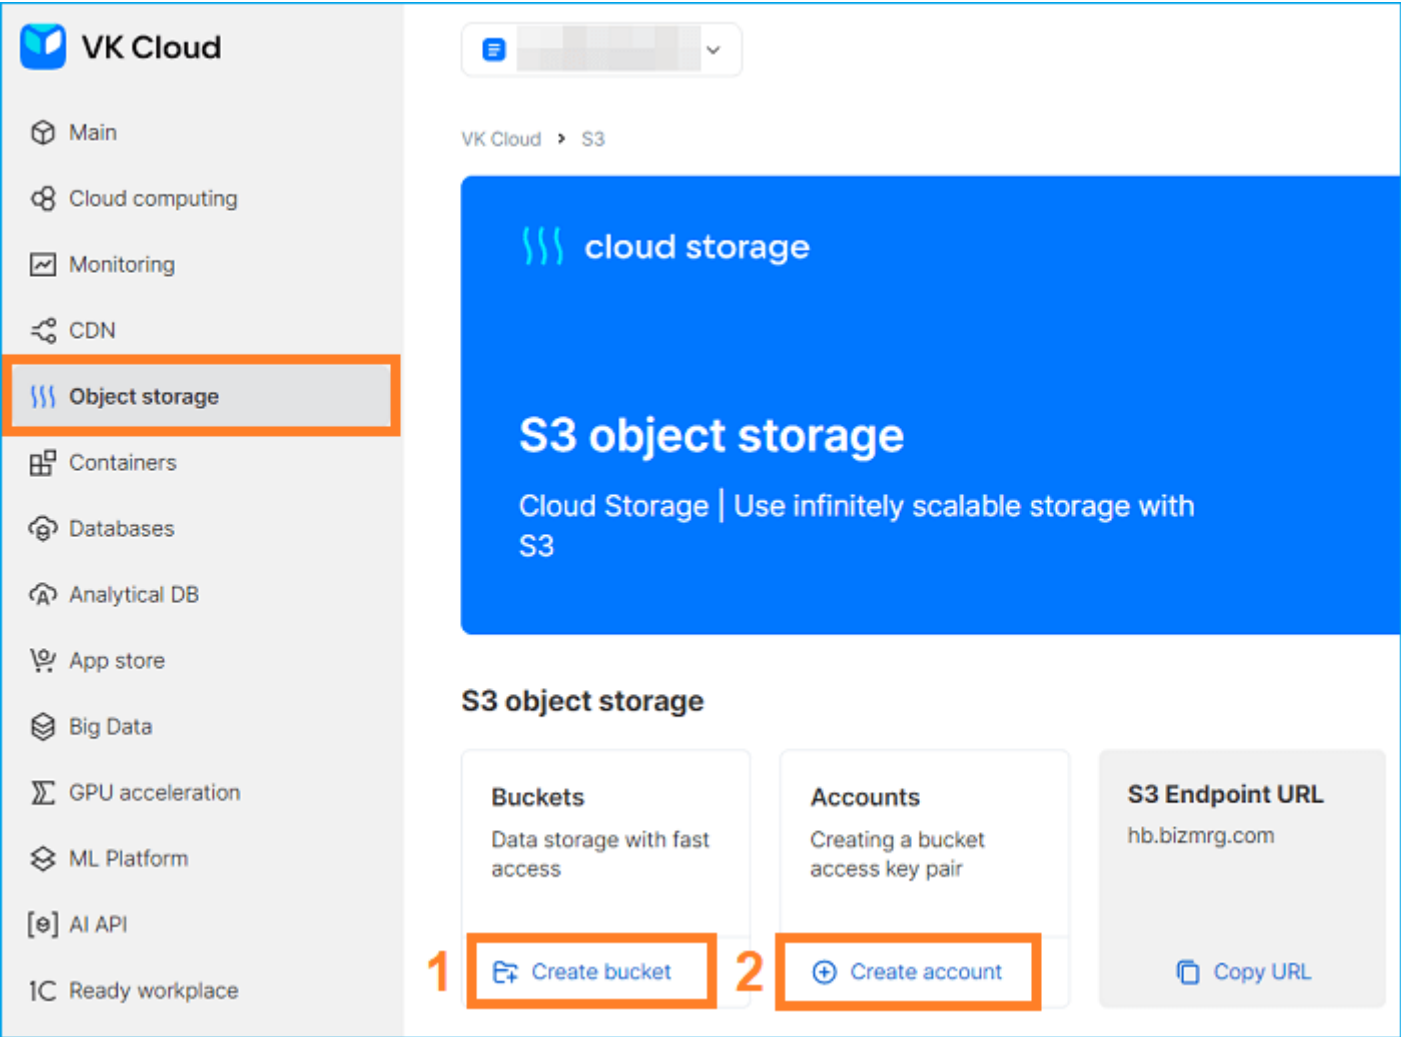 VK Cloud
Main
Cloud computing
Monitoring
CDN
Object storage
Containers
Databases
Analytical DB
App store
Big Data
GPU acceleration
ML Platform
AI API
1C Ready workplace
VK Cloud > S3
cloud storage
S3 object storage
Cloud Storage | Use infinitely scalable storage with
S3
S3 object storage
Buckets
Data storage with fast
access
1 Create bucket
Accounts
Creating a bucket
access key pair
2 Create account
S3 Endpoint URL
hb.bizmrg.com
Copy URL